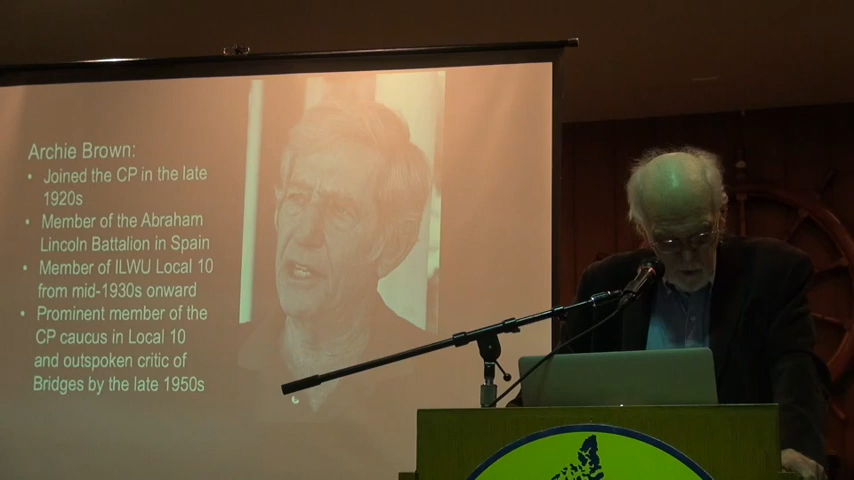 Archie Brown:
• Joined the CP in the late
1920s
• Member of the Abraham
Lincoln Battalion in Spain
• Member of ILWU Local 10
from mid-1930s onward
• Prominent member of the
CP caucus in Local 10
and outspoken critic of
Bridges by the late 1950s